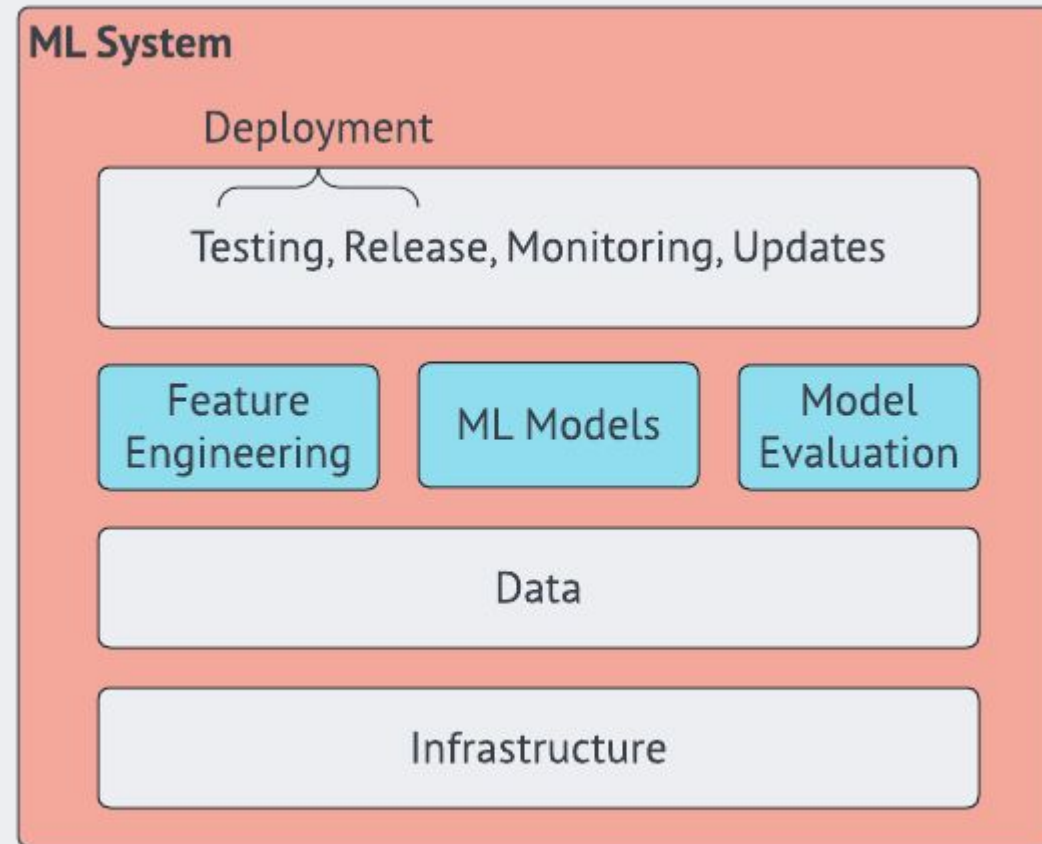 ML System
Deployment
Testing, Release, Monitoring, Updates
Feature
Engineering
ML Models
Model
Evaluation
Data
Infrastructure